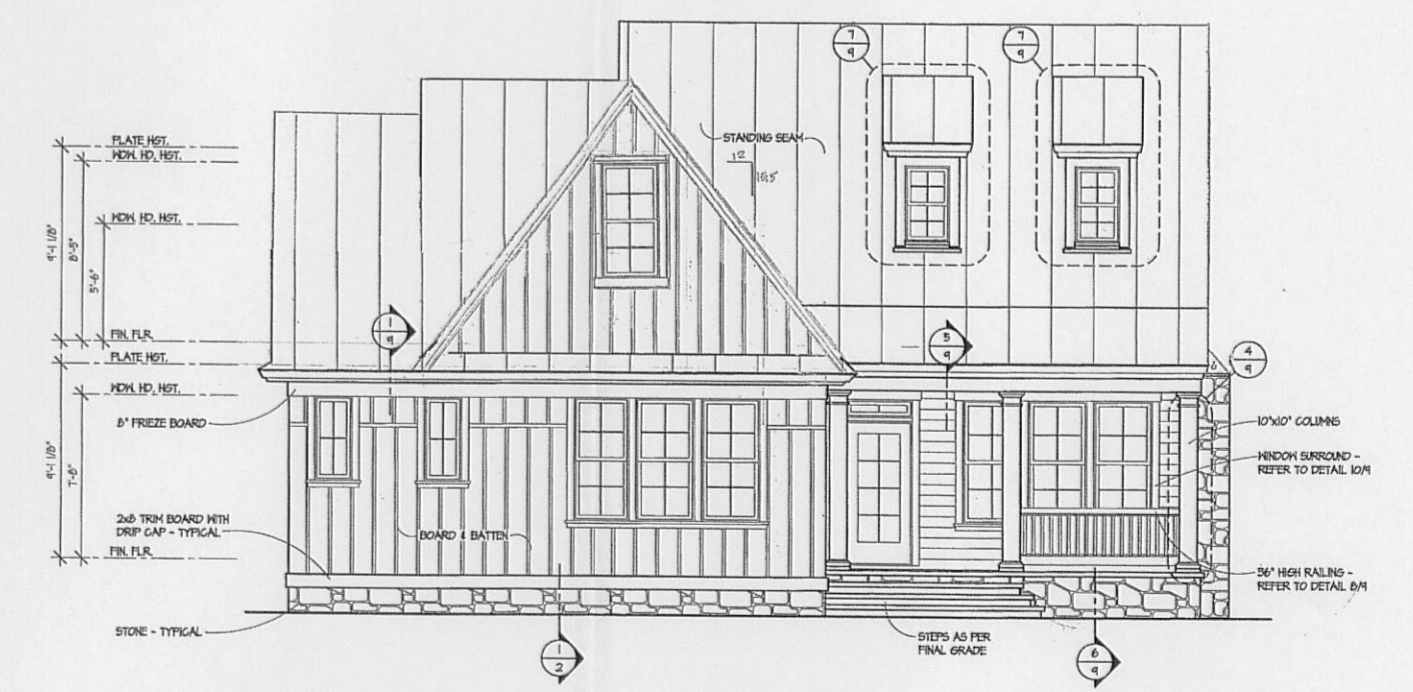 7
9
7
9
PLATE HGT.
WDW. HD. HGT.
STANDING SEAM
12
WDW. HD. HGT.
9'-1 1/8"
5'-6"
1
9
5
9
FIN. FLR.
PLATE HGT.
4
9
WDW. HD. HGT.
8" FRIEZE BOARD
10"x10" COLUMNS
WINDOW SURROUND -
REFER TO DETAIL 10/9
9'-1 1/8"
2x8 TRIM BOARD WITH
DRIP CAP - TYPICAL
BOARD & BATTEN
FIN. FLR.
36" HIGH RAILING -
REFER TO DETAIL 8/9
STONE - TYPICAL
STEPS AS PER
FINAL GRADE
1
2
6
9